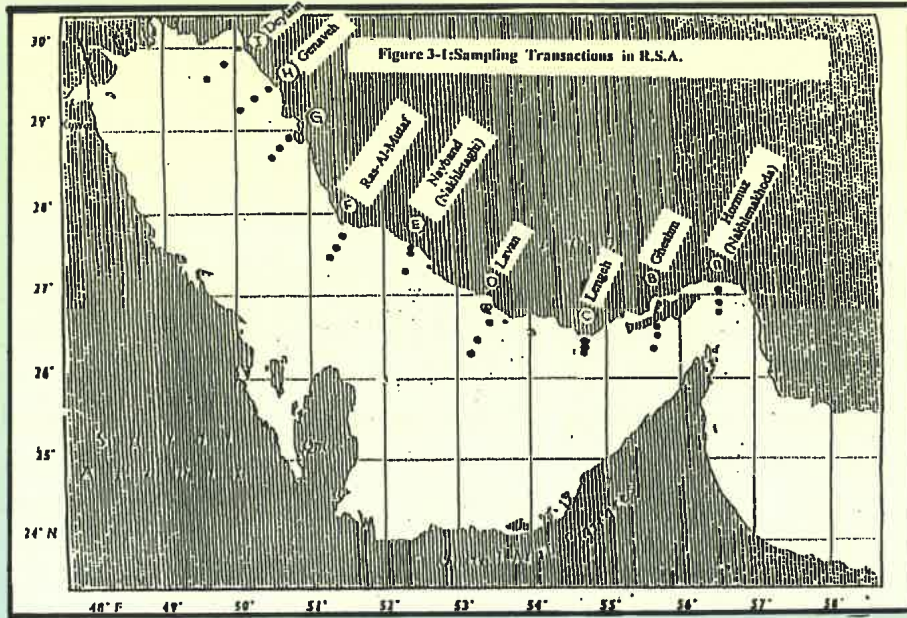 30°
29°
28°
27°
26°
25°
24° N
Figure 3-1:Sampling Transactions in R.S.A.
I Deylam
H Genaveh
G
F Ras-Al-Mutaf
E Nayband
(Nakhletaghi)
D Lavan
C Lengeh
B Gheshm
A Hormuz
(Nakhlenakhoda)
48° E 49° 50° 51° 52° 53° 54° 55° 56° 57° 58°